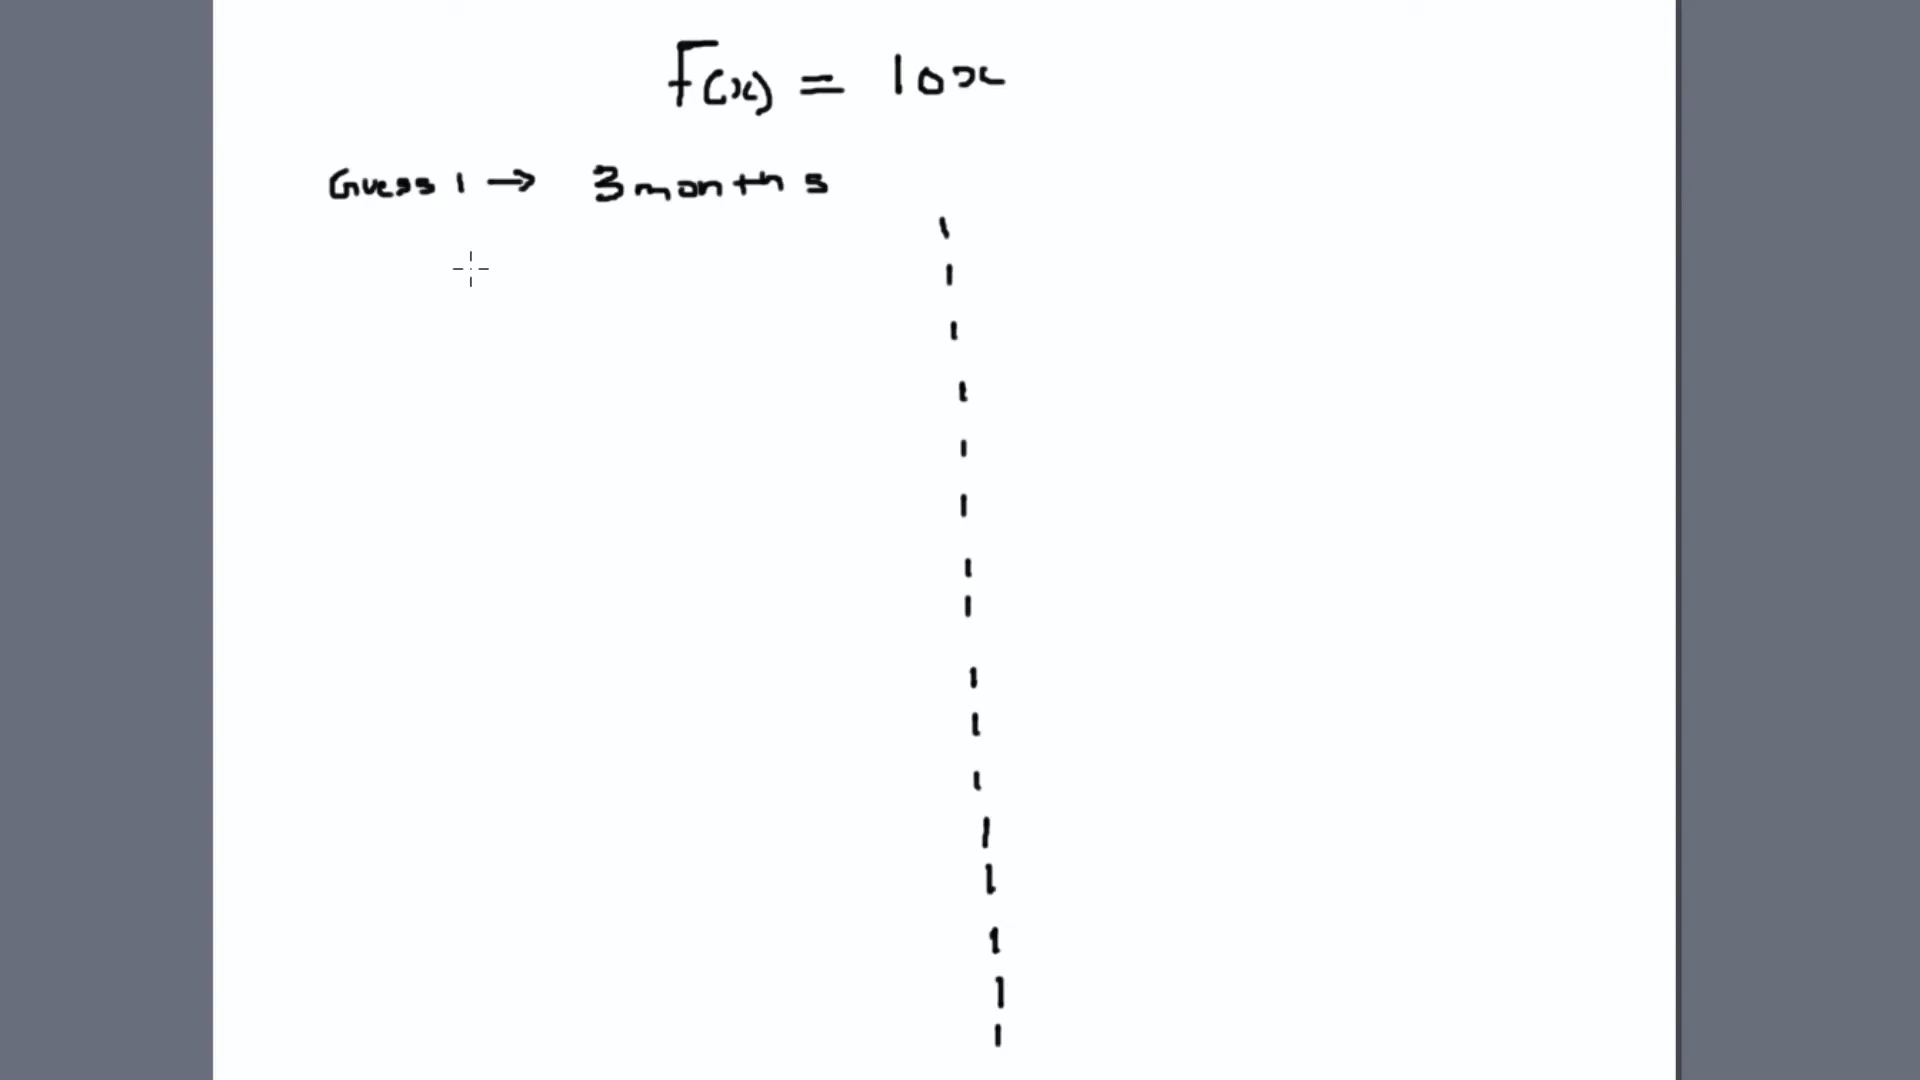 F(x) = 10x
Guess 1 → 3 months